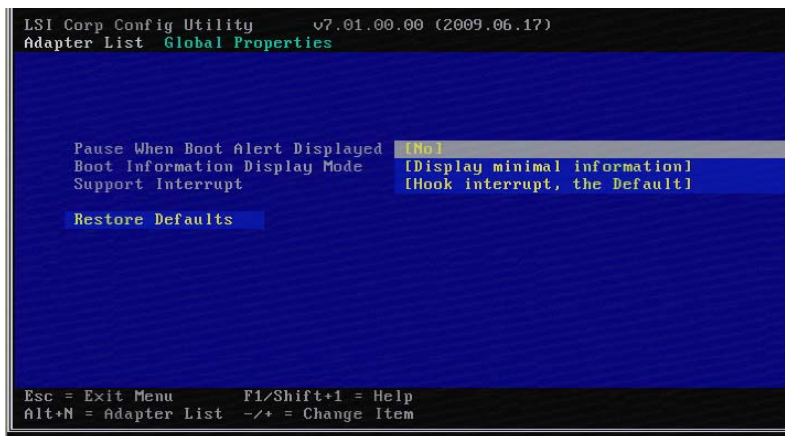 LSI Corp Config Utility v7.01.00.00 (2009.06.17)
Adapter List Global Properties
Pause When Boot Alert Displayed [No]
Boot Information Display Mode [Display minimal information]
Support Interrupt [Hook interrupt, the Default]
Restore Defaults
Esc = Exit Menu F1/Shift+1 = Help
Alt+N = Adapter List -/+ = Change Item